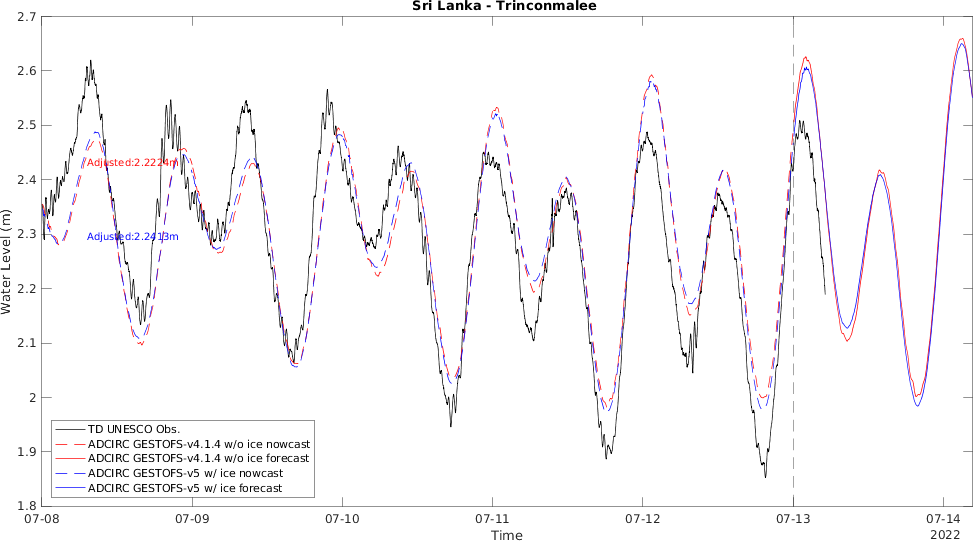 Sri Lanka - Trinconmalee
2.7
2.6
2.5
2.4
2.3
2.2
2.1
2
1.9
1.8
Water Level (m)
Adjusted:2.2224m
Adjusted:2.2413m
TD UNESCO Obs.
ADCIRC GESTOFS-v4.1.4 w/o ice nowcast
ADCIRC GESTOFS-v4.1.4 w/o ice forecast
ADCIRC GESTOFS-v5 w/ ice nowcast
ADCIRC GESTOFS-v5 w/ ice forecast
07-08
07-09
07-10
07-11
07-12
07-13
07-14
Time
2022